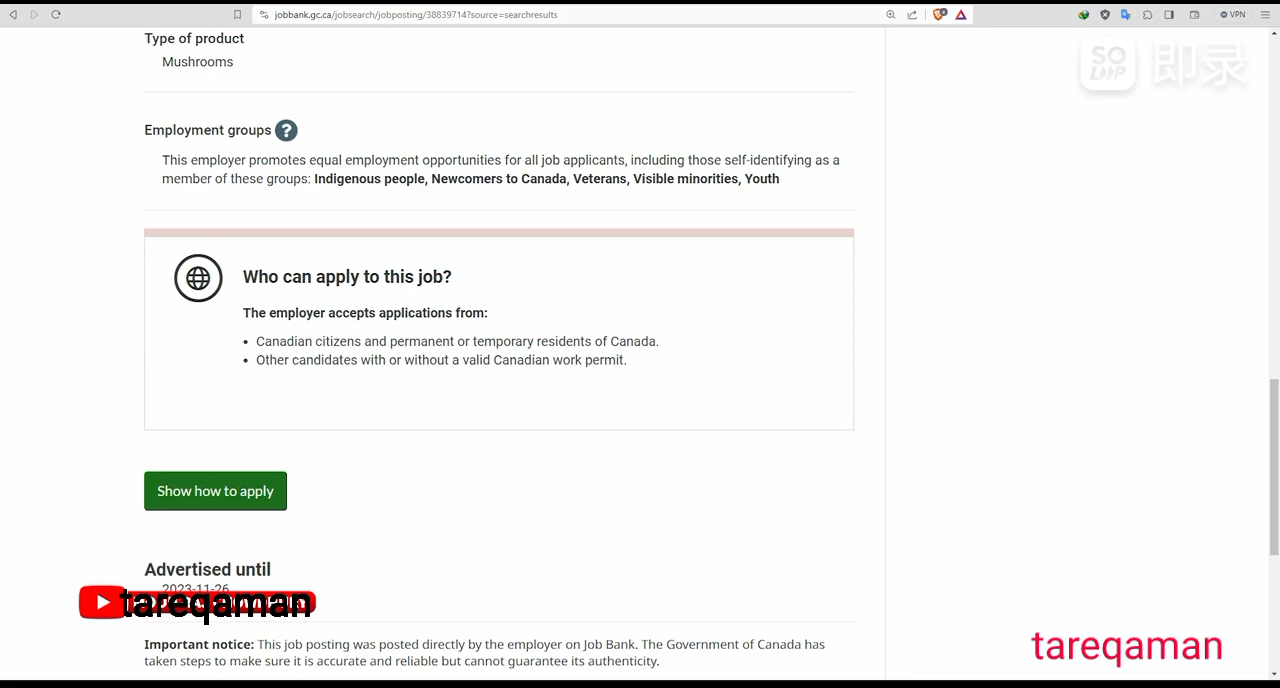 jobbank.gc.ca/jobsearch/jobposting/38839714?source=searchresults
VPN
Type of product
Mushrooms
SO
即录
Employment groups ?
This employer promotes equal employment opportunities for all job applicants, including those self-identifying as a
member of these groups: Indigenous people, Newcomers to Canada, Veterans, Visible minorities, Youth
Who can apply to this job?
The employer accepts applications from:
• Canadian citizens and permanent or temporary residents of Canada.
• Other candidates with or without a valid Canadian work permit.
Show how to apply
Advertised until
2023-11-26
tareqaman
Important notice: This job posting was posted directly by the employer on Job Bank. The Government of Canada has
taken steps to make sure it is accurate and reliable but cannot guarantee its authenticity.
tareqaman